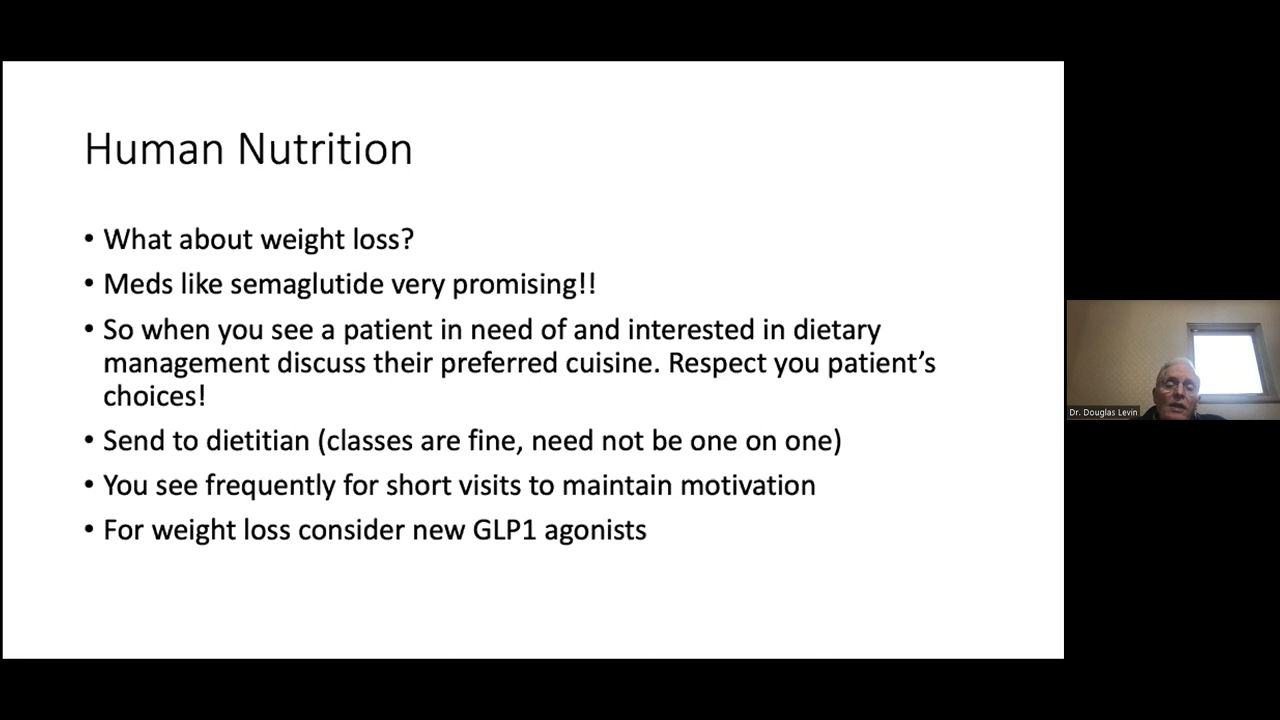 Human Nutrition
• What about weight loss?
• Meds like semaglutide very promising!!
• So when you see a patient in need of and interested in dietary
management discuss their preferred cuisine. Respect you patient’s
choices!
• Send to dietitian (classes are fine, need not be one on one)
• You see frequently for short visits to maintain motivation
• For weight loss consider new GLP1 agonists
Dr. Douglas Levin